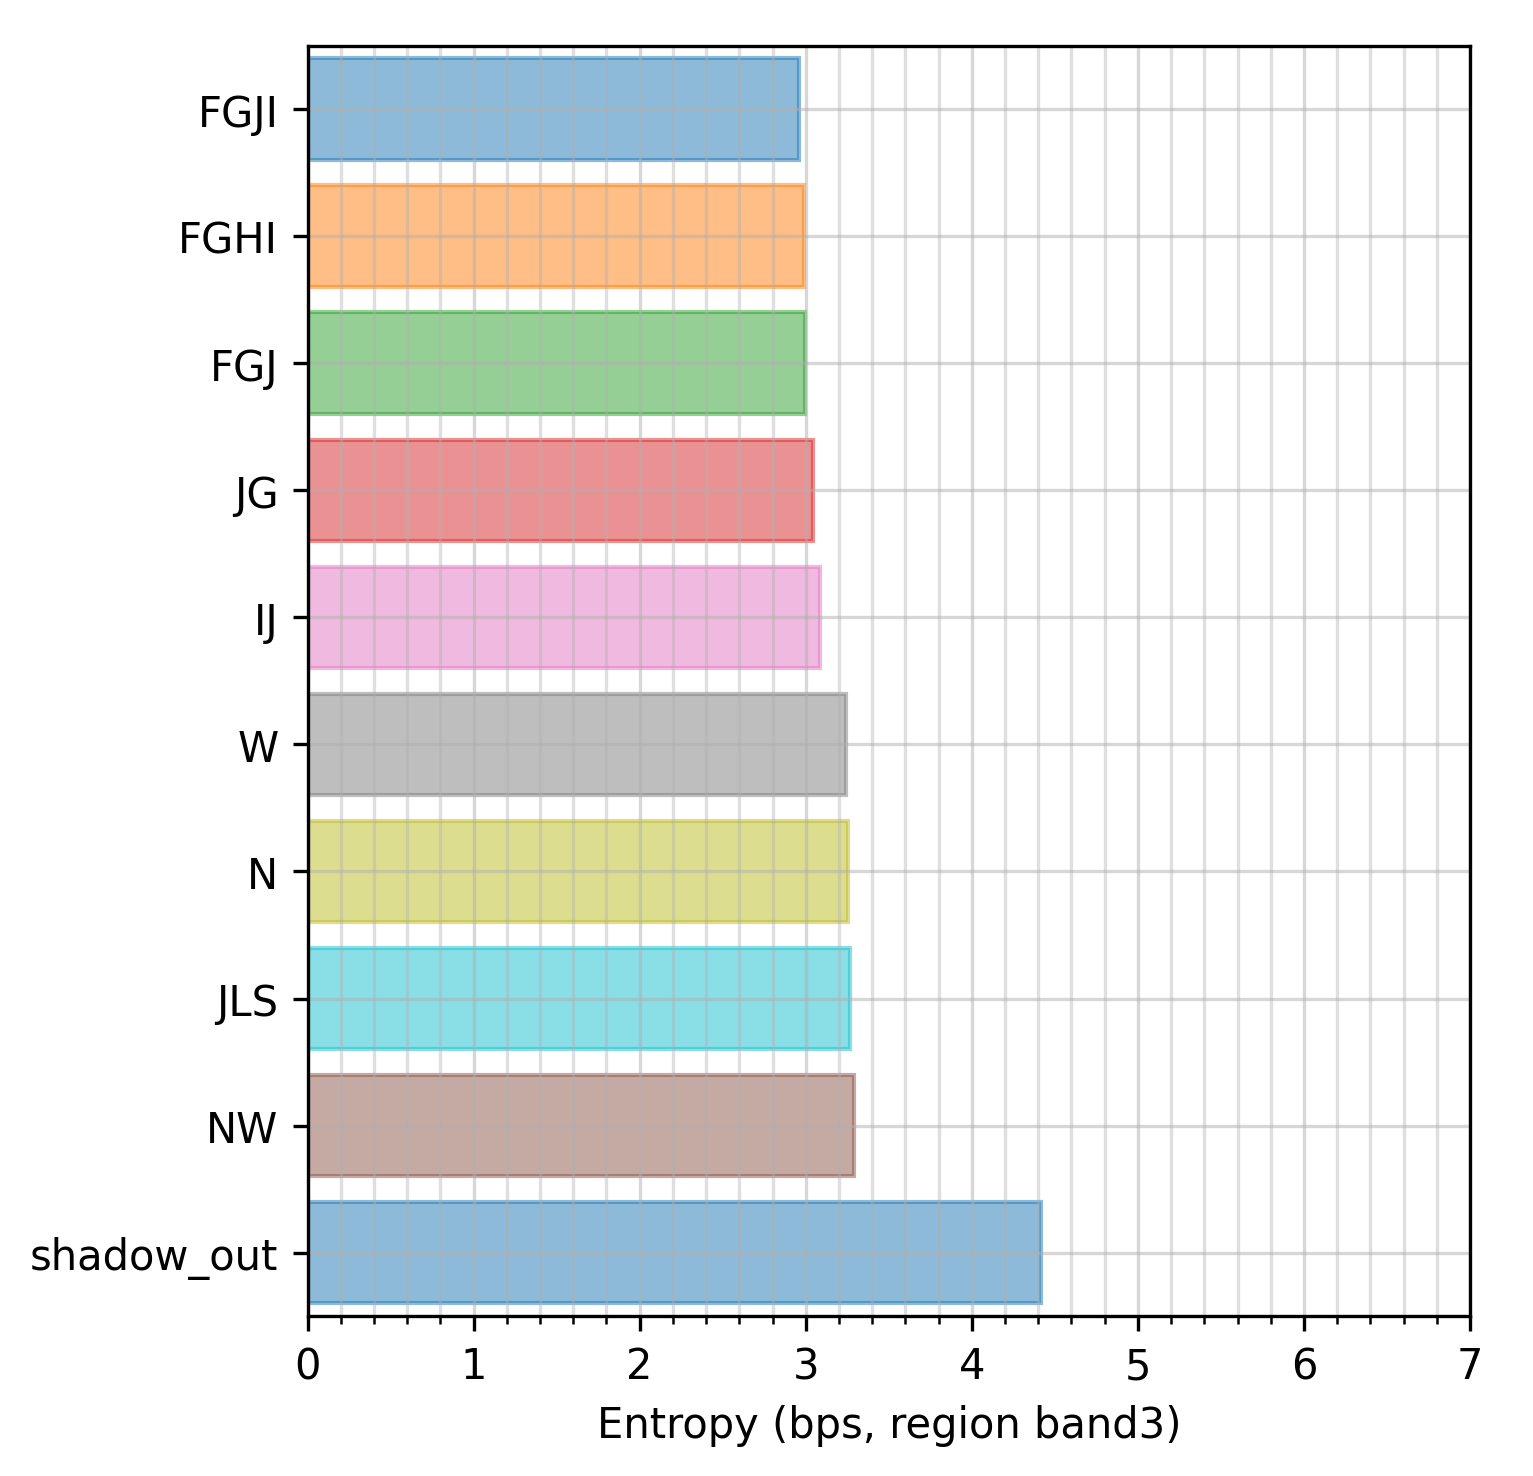 FGJI
FGHI
FGJ
JG
IJ
W
N
JLS
NW
shadow_out
0 1 2 3 4 5 6 7
Entropy (bps, region band3)